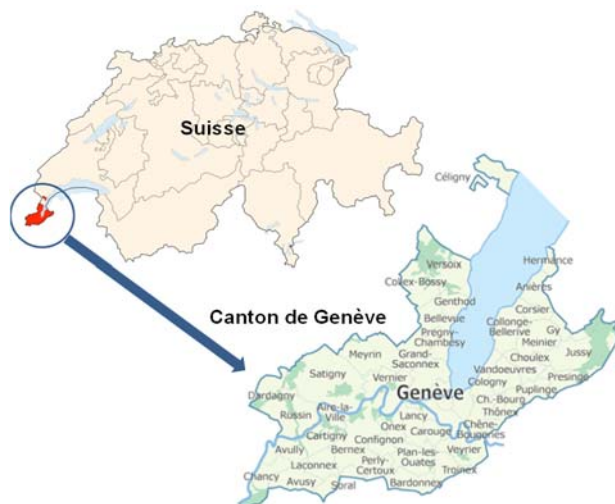 Suisse
Céligny
Canton de Genève
Hermance
Versoix
Collex-Bossy
Anières
Genthod
Corsier
Bellevue
Collonge-
Bellerive
Gy
Pregny-
Chambésy
Meinier
Jussy
Meyrin
Grand-
Saconnex
Choulex
Vandoeuvres
Satigny
Vernier
Genève
Cologny
Presinge
Puplinge
Dardagny
Aire-la-
Ville
Ch.-Bourg
Russin
Lancy
Thônex
Onex
Carouge
Chêne-
Bougeries
Cartigny
Confignon
Avully
Bernex
Plan-les-
Ouates
Veyrier
Laconnex
Perly-
Certoux
Troinex
Chancy
Avusy
Soral
Bardonnex